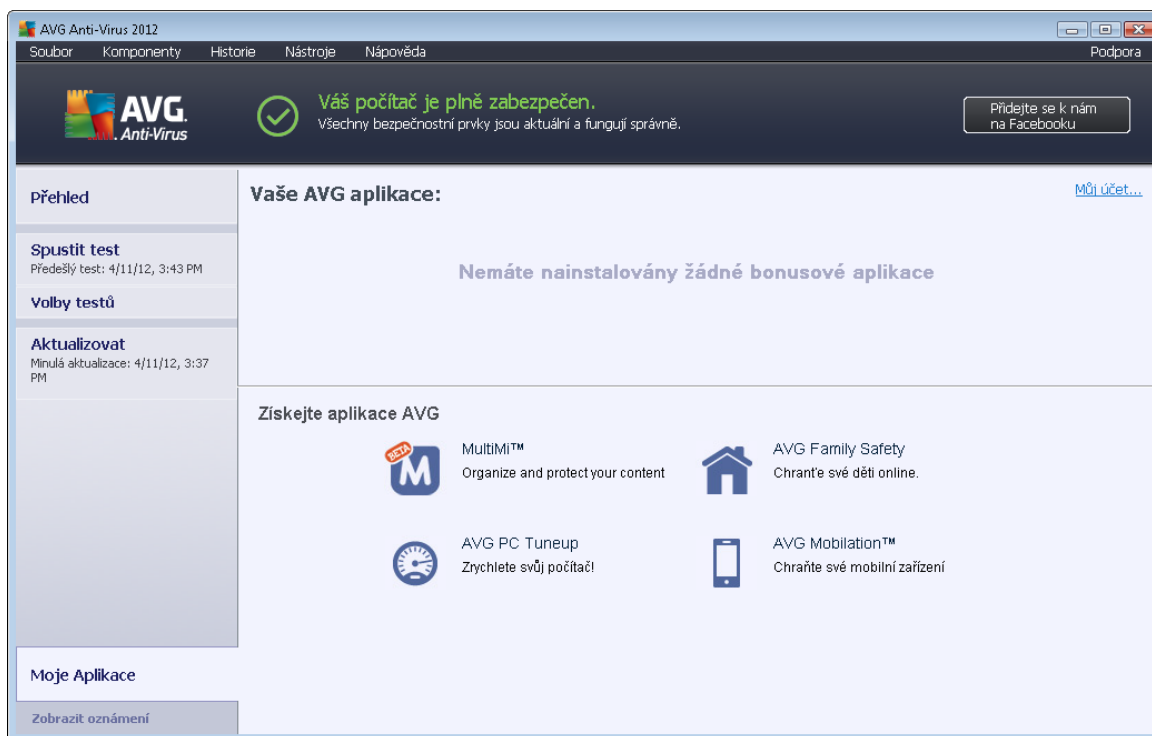 AVG Anti-Virus 2012
Soubor Komponenty Historie Nástroje Nápověda Podpora
AVG.
Anti-Virus
Váš počítač je plně zabezpečen.
Všechny bezpečnostní prvky jsou aktuální a fungují správně.
Přidejte se k nám
na Facebooku
Přehled
Spustit test
Předešlý test: 4/11/12, 3:43 PM
Volby testů
Aktualizovat
Minulá aktualizace: 4/11/12, 3:37
PM
Moje Aplikace
Zobrazit oznámení
Vaše AVG aplikace:
Můj účet...
Nemáte nainstalovány žádné bonusové aplikace
Získejte aplikace AVG
BETA
M
MultiMi™
Organize and protect your content
AVG Family Safety
Chraňťe své děti online.
AVG PC Tuneup
Zrychlete svůj počítač!
AVG Mobilation™
Chraňte své mobilní zařízení